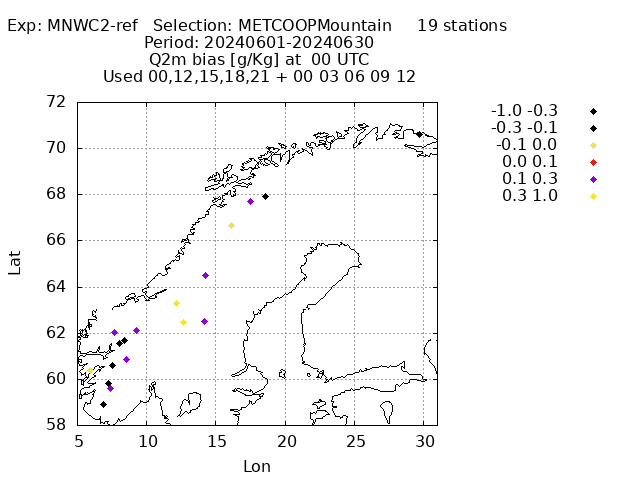 Exp: MNWC2-ref   Selection: METCOOPMountain     19 stations
Period: 20240601-20240630
Q2m bias [g/Kg] at  00 UTC
Used 00,12,15,18,21 + 00 03 06 09 12
-1.0 -0.3
-0.3 -0.1
-0.1 0.0
0.0 0.1
0.1 0.3
0.3 1.0
72
70
68
66
64
62
60
58
Lat
5 10 15 20 25 30
Lon